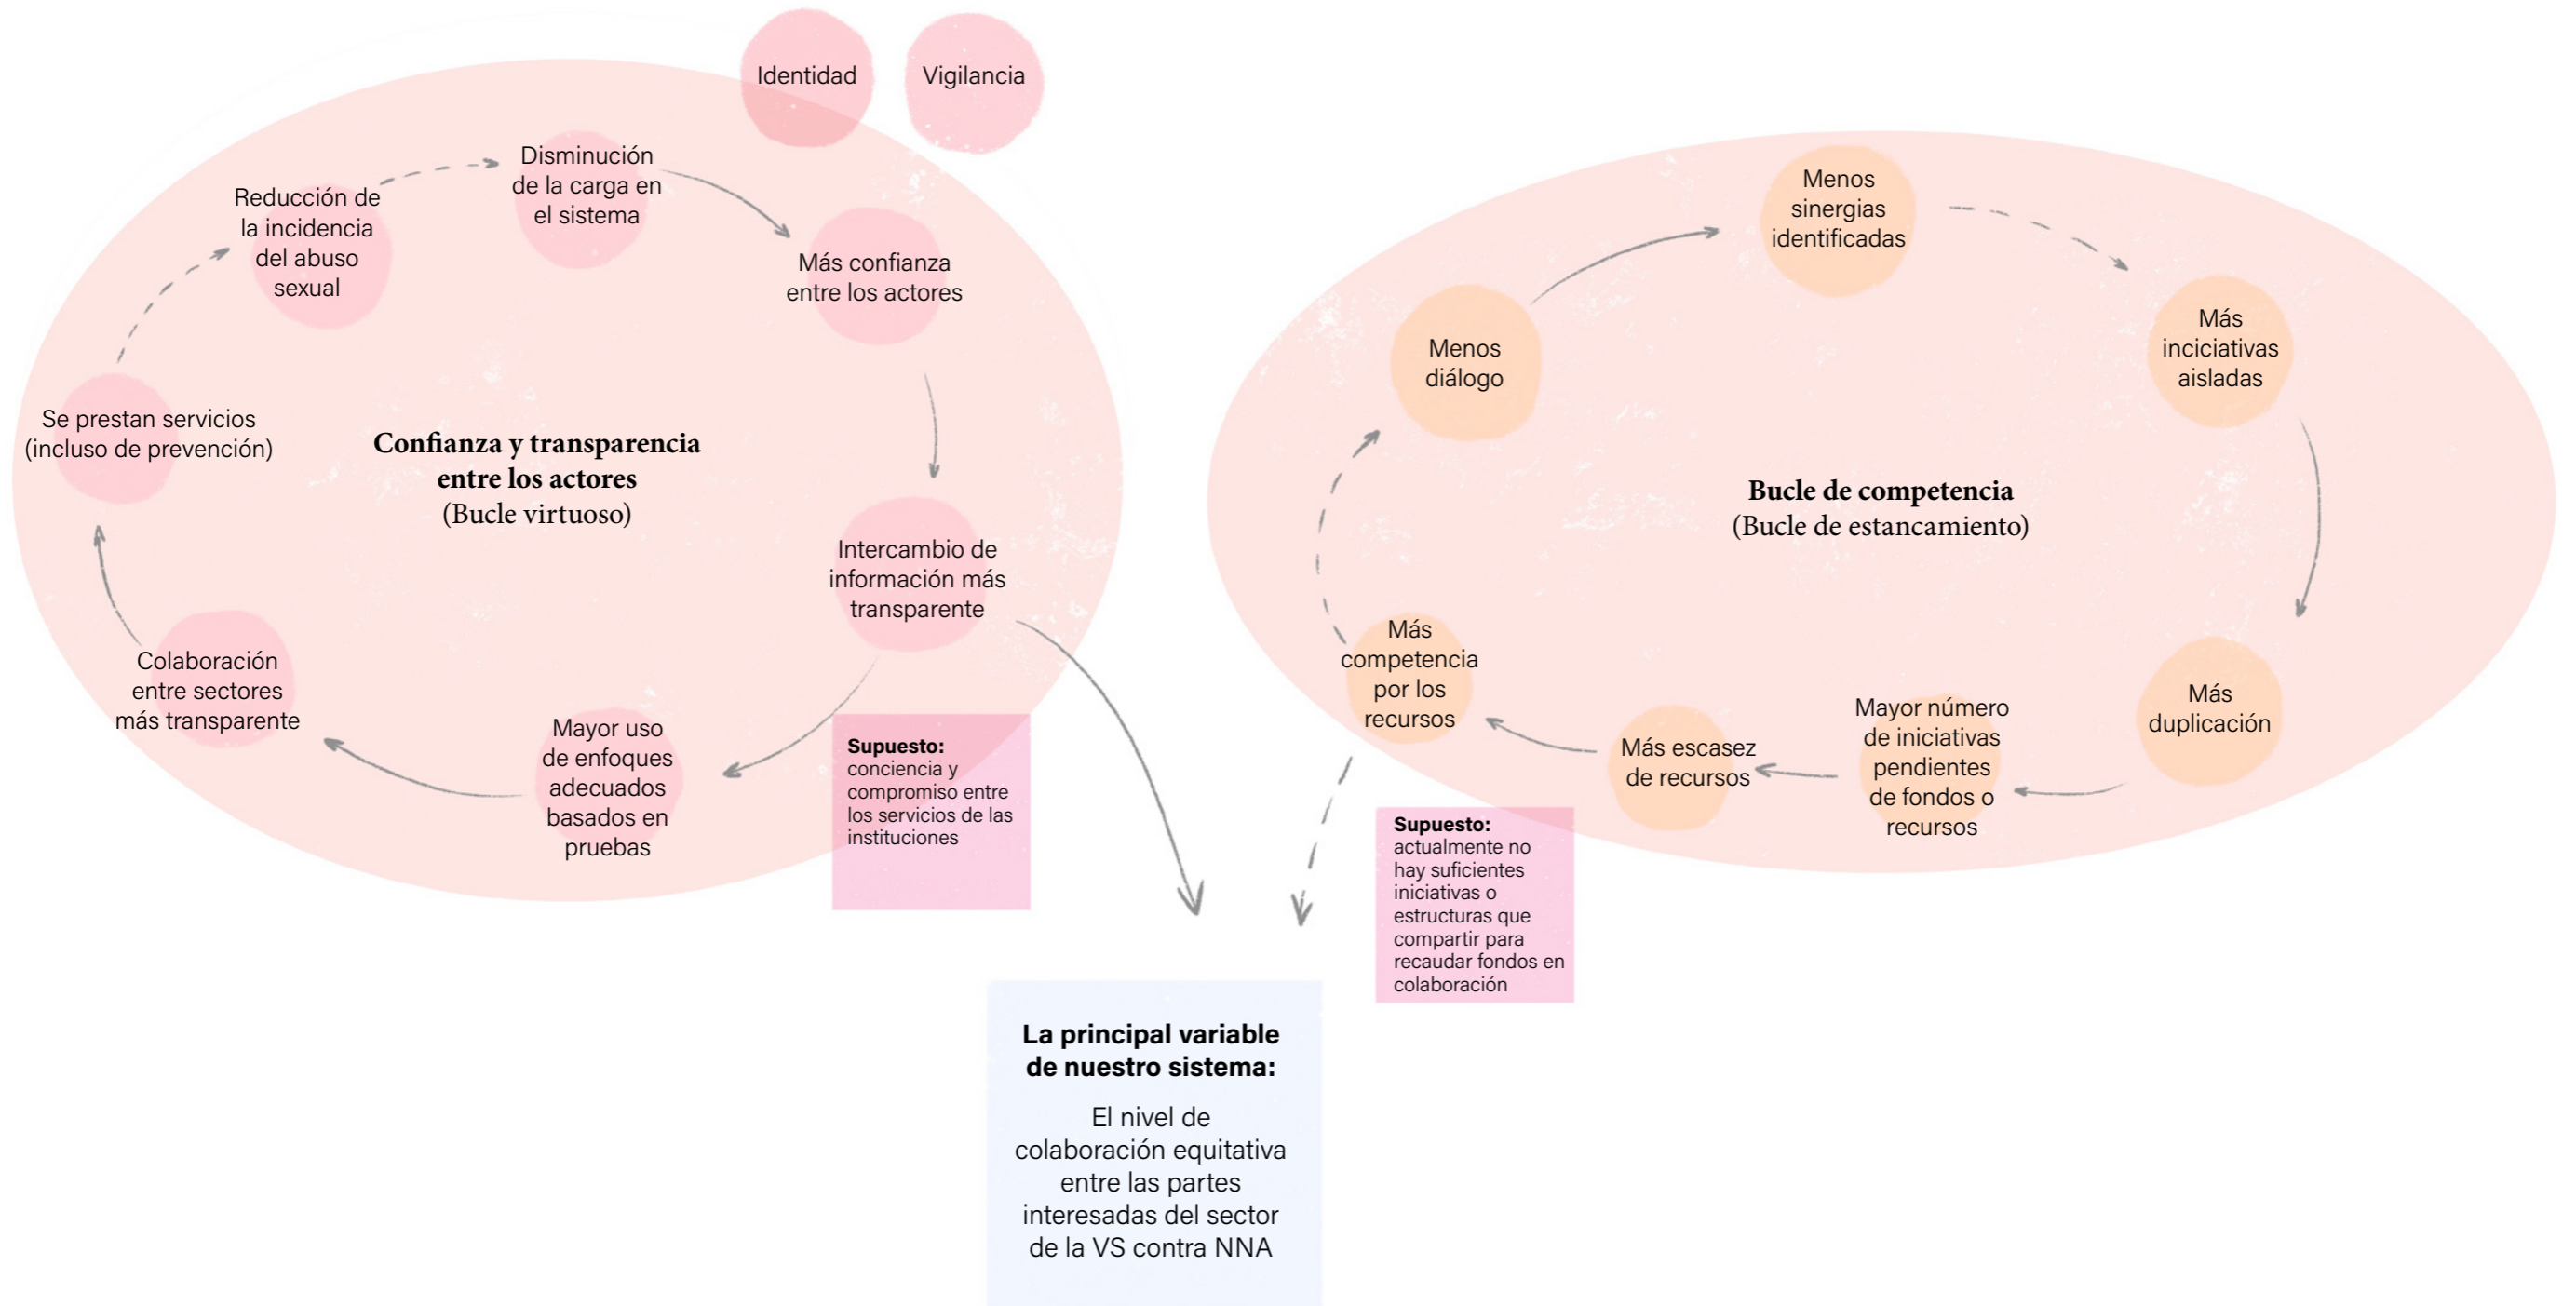 Identidad
Vigilancia
Disminución
de la carga en
el sistema
Reducción de
la incidencia
del abuso
sexual
Más confianza
entre los actores
Se prestan servicios
(incluso de prevención)
Confianza y transparencia
entre los actores
(Bucle virtuoso)
Intercambio de
información más
transparente
Colaboración
entre sectores
más transparente
Mayor uso
de enfoques
adecuados
basados en
pruebas
Supuesto:
conciencia y
compromiso entre
los servicios de las
instituciones
Menos
sinergias
identificadas
Menos
diálogo
Más
inciciativas
aisladas
Bucle de competencia
(Bucle de estancamiento)
Más
competencia
por los
recursos
Más escasez
de recursos
Mayor número
de iniciativas
pendientes
de fondos o
recursos
Más
duplicación
Supuesto:
actualmente no
hay suficientes
iniciativas o
estructuras que
compartir para
recaudar fondos en
colaboración
La principal variable
de nuestro sistema:
El nivel de
colaboración equitativa
entre las partes
interesadas del sector
de la VS contra NNA